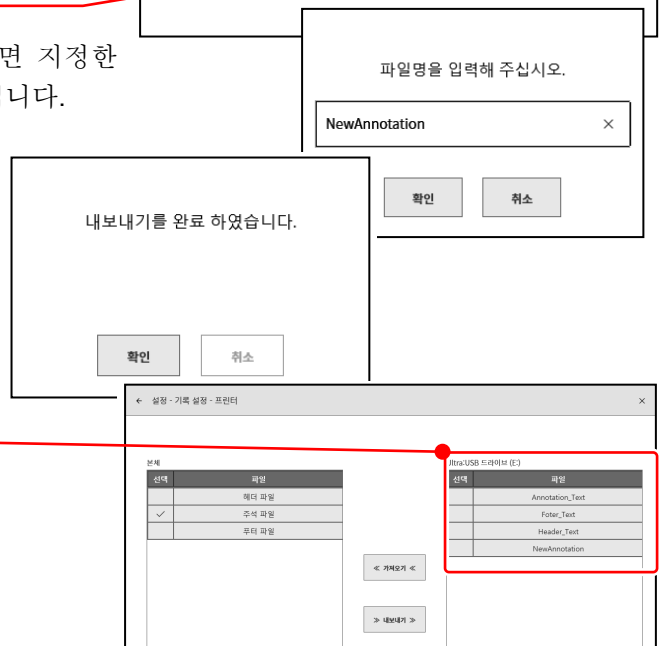 면 지정한
니다.
파일명을 입력해 주십시오.
NewAnnotation ×
확인 취소
내보내기를 완료 하였습니다.
확인 취소
← 설정 - 기록 설정 - 프린터 ×
본체
선택 파일
헤더 파일
✓ 주석 파일
푸터 파일
≪ 가져오기 ≪
≫ 내보내기 ≫
Jltra:USB 드라이브 (E:)
선택 파일
Annotation_Text
Foter_Text
Header_Text
NewAnnotation